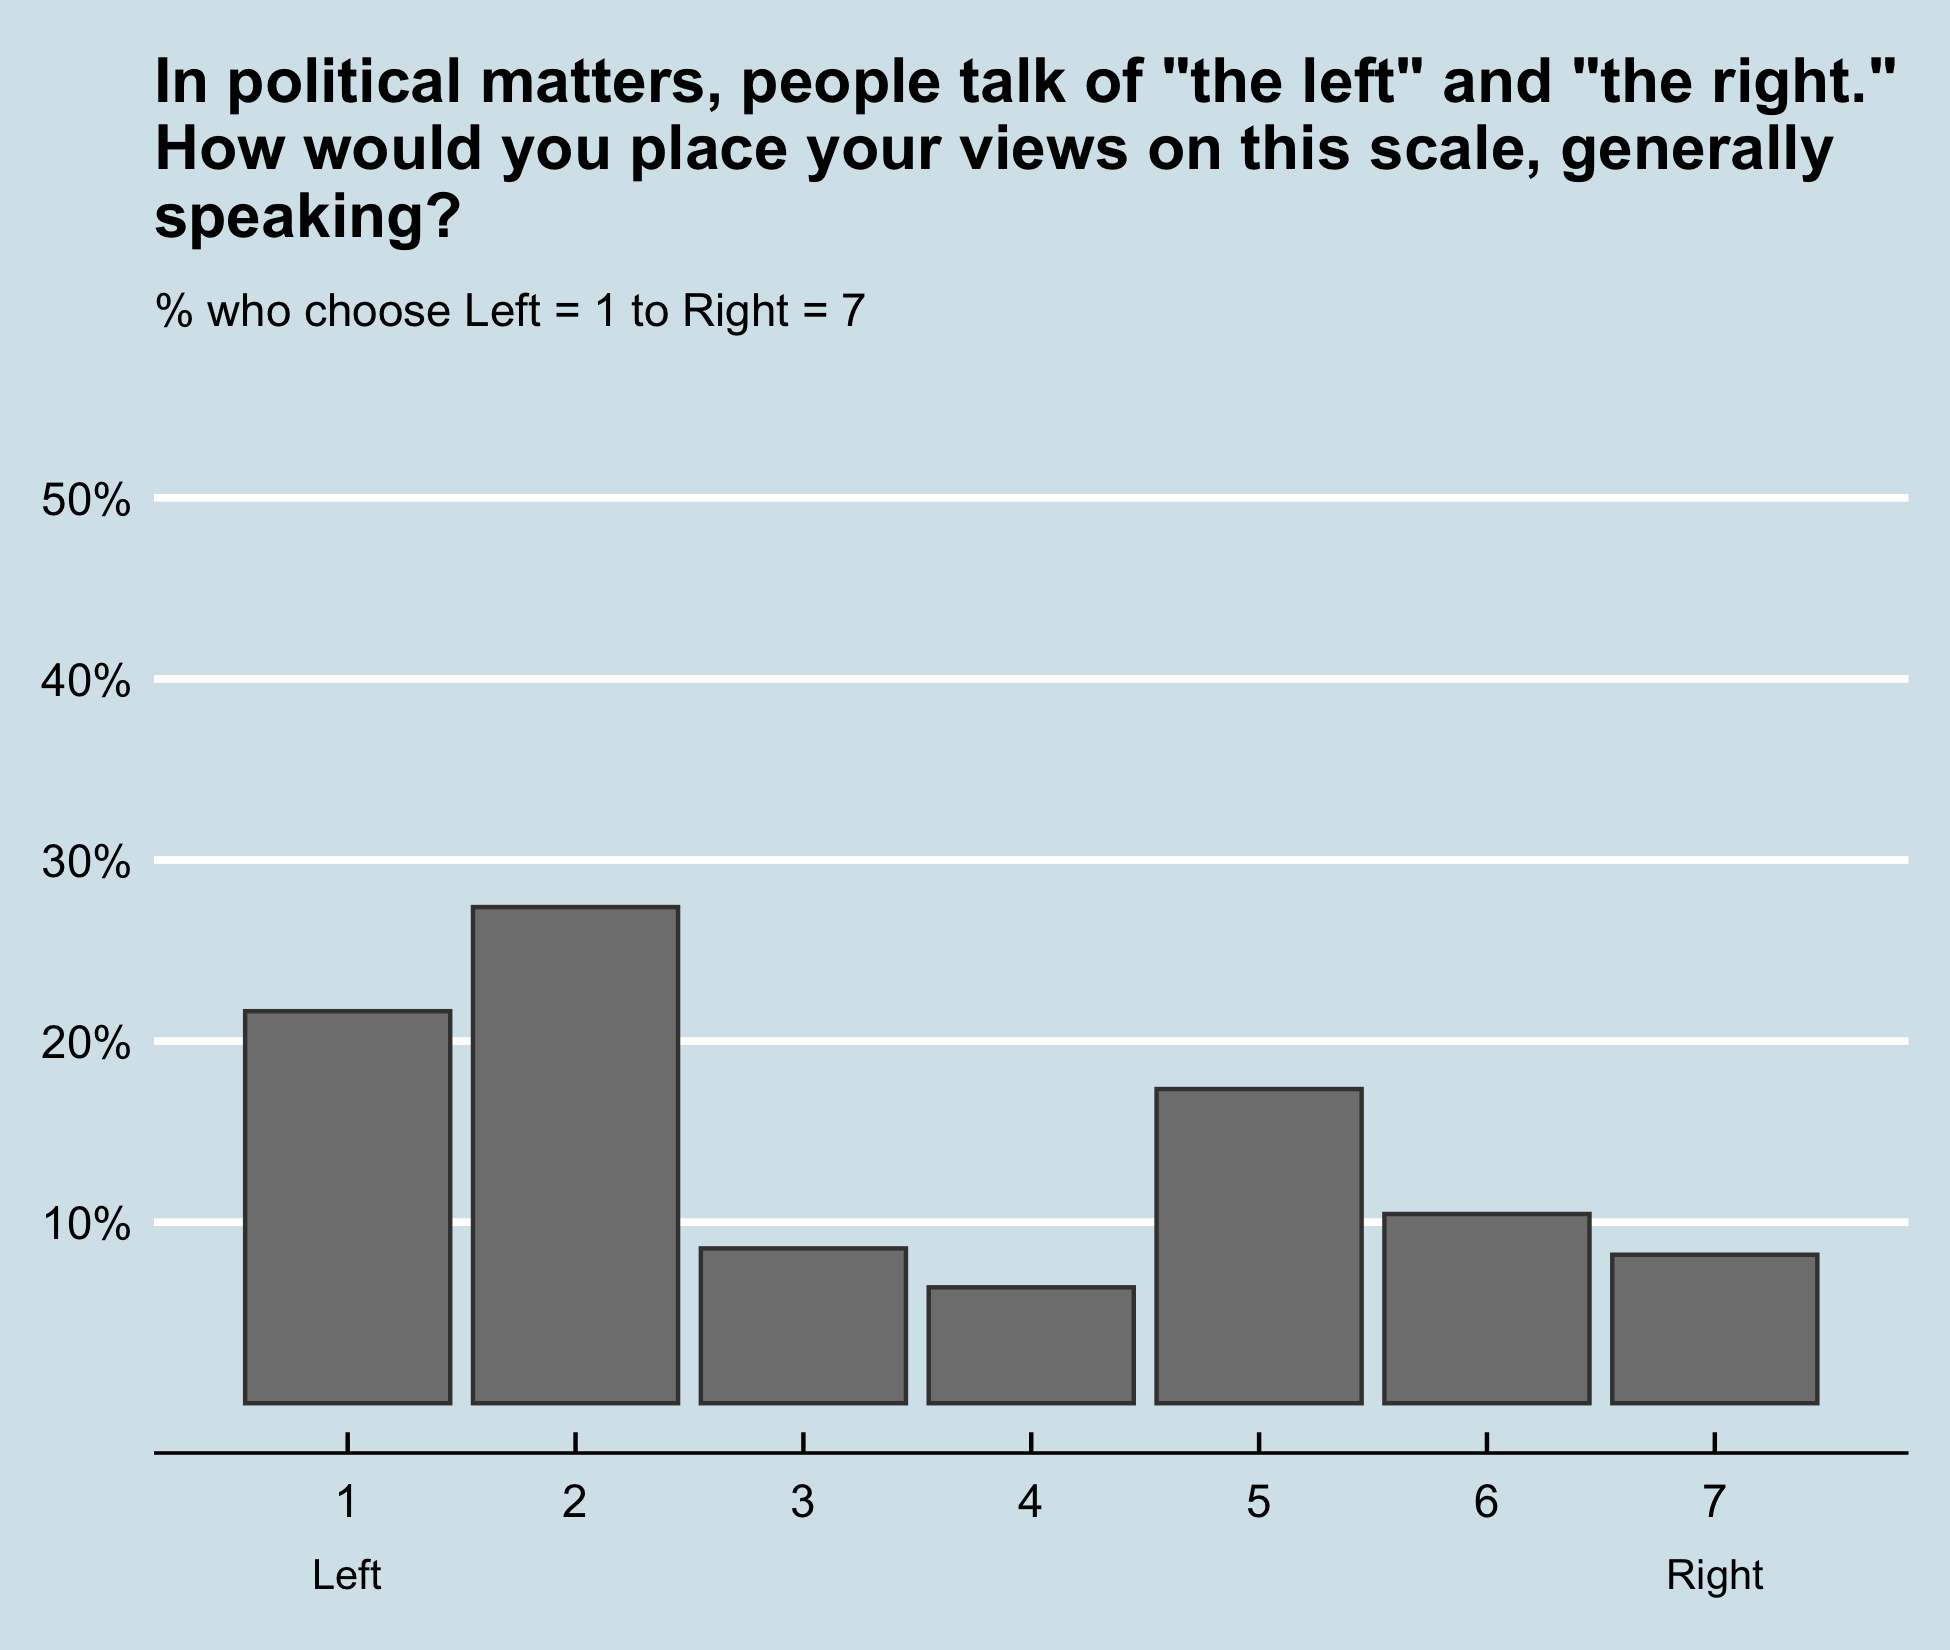 In political matters, people talk of "the left" and "the right."
How would you place your views on this scale, generally
speaking?
% who choose Left = 1 to Right = 7
50%
40%
30%
20%
10%
1 2 3 4 5 6 7
Left Right